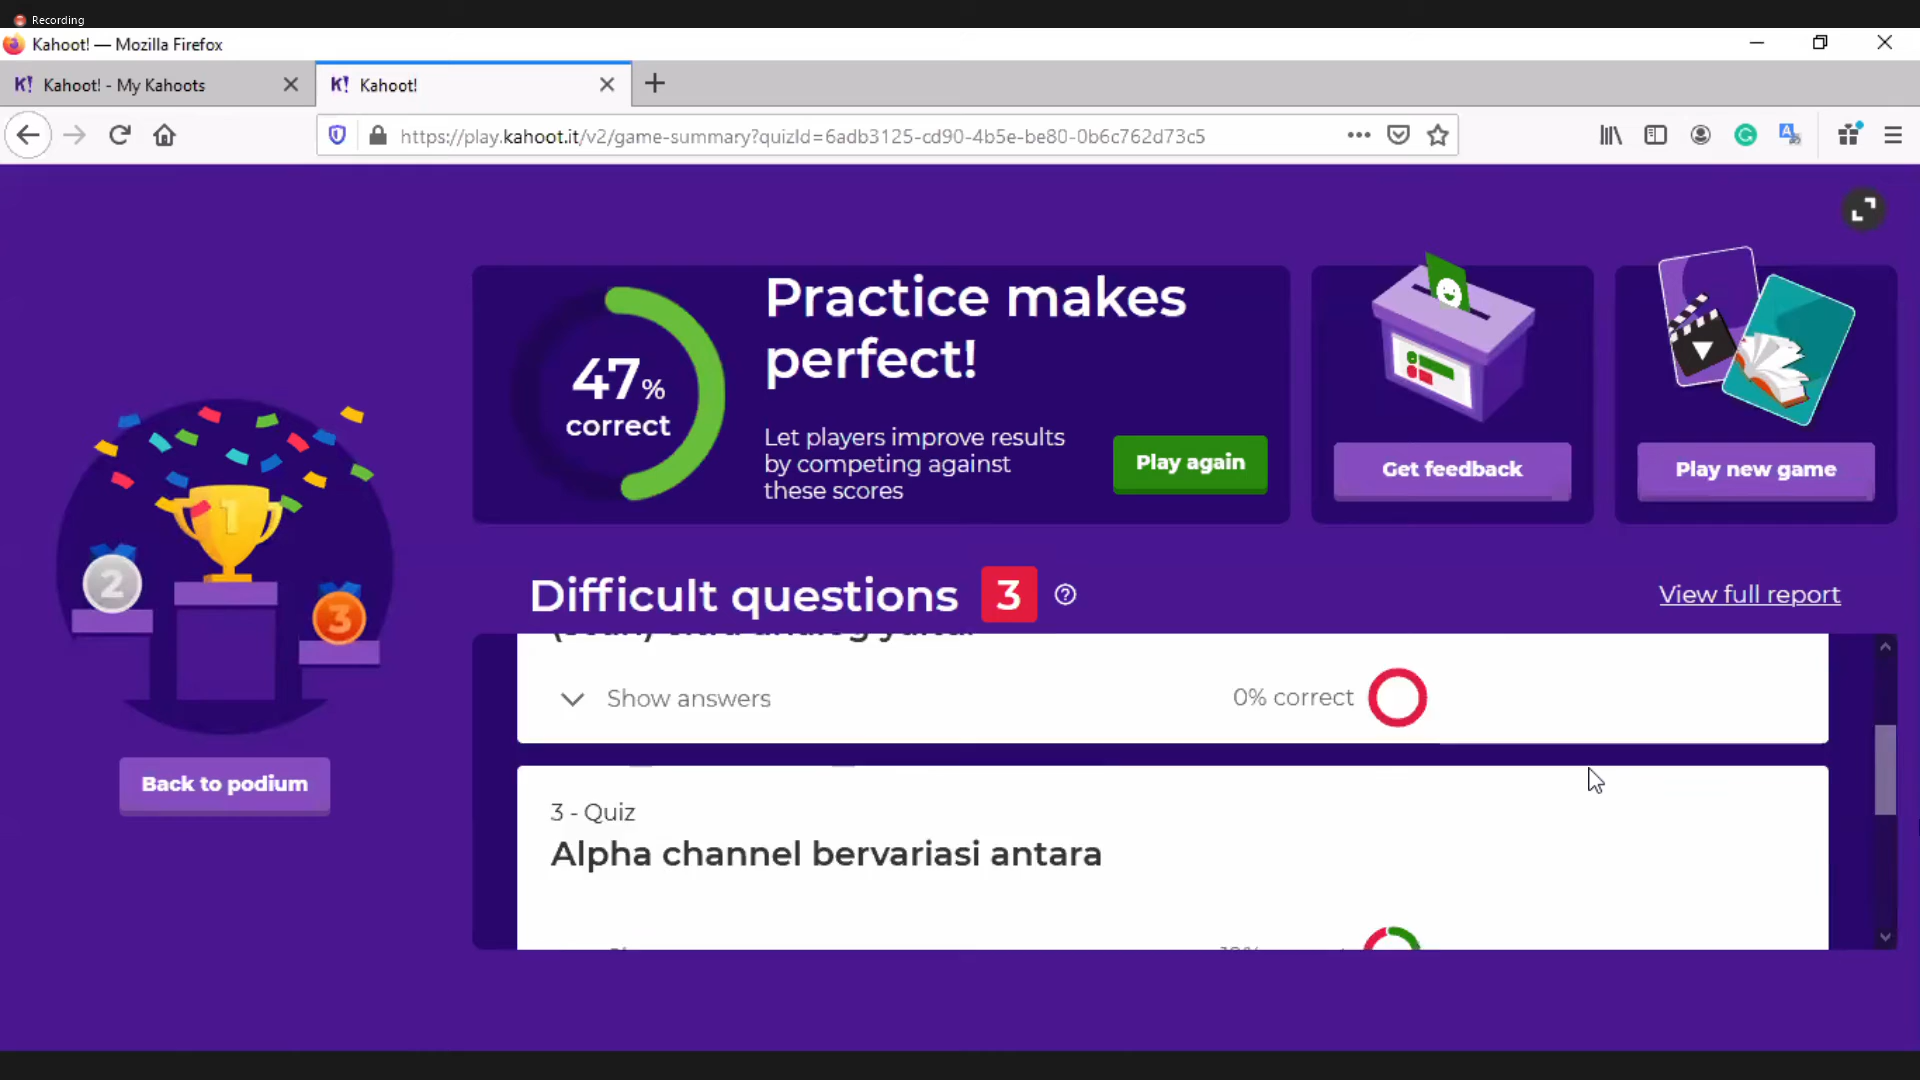 Recording
Kahoot! — Mozilla Firefox
K! Kahoot! - My Kahoots
K! Kahoot!
https://play.kahoot.it/v2/game-summary?quizId=6adb3125-cd90-4b5e-be80-0b6c762d73c5
Practice makes
perfect!
47%
correct
Let players improve results
by competing against
these scores
Play again
Get feedback
Play new game
1
2
3
Back to podium
Difficult questions 3
View full report
Show answers
0% correct
3 - Quiz
Alpha channel bervariasi antara